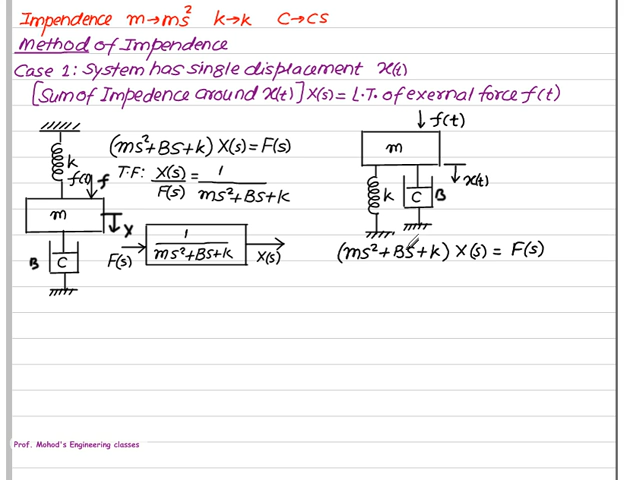 Impendence m→ms² k→k C→CS
Method of Impendence
Case 1: System has single displacement x(t)
[Sum of Impedence around x(t)] X(s) = L.T. of exernal force f(t)
(ms²+BS+k) X(s) = F(s)
T.F: X(s)/F(s) = 1/(ms²+BS+k)
k
f(t) f
m
x
B C
F(s) 1/(ms²+BS+k) X(s)
f(t)
m
x(t)
k C B
(ms²+BS+k) X(s) = F(s)
Prof. Mohod's Engineering classes